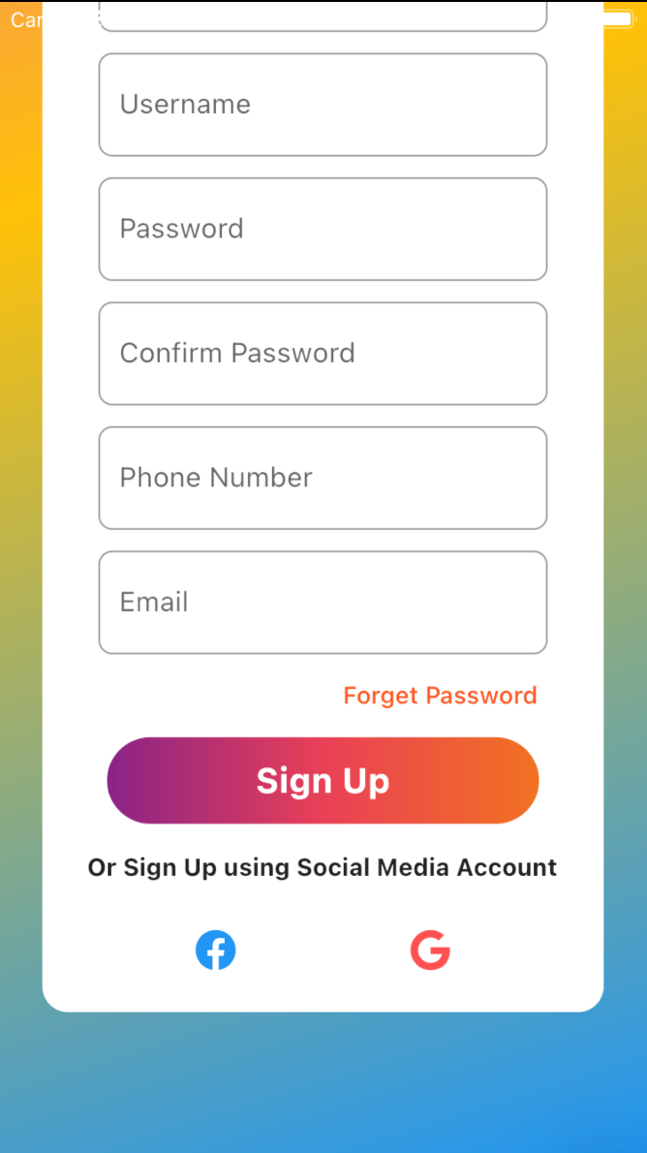 Username
Password
Confirm Password
Phone Number
Email
Forget Password
Sign Up
Or Sign Up using Social Media Account